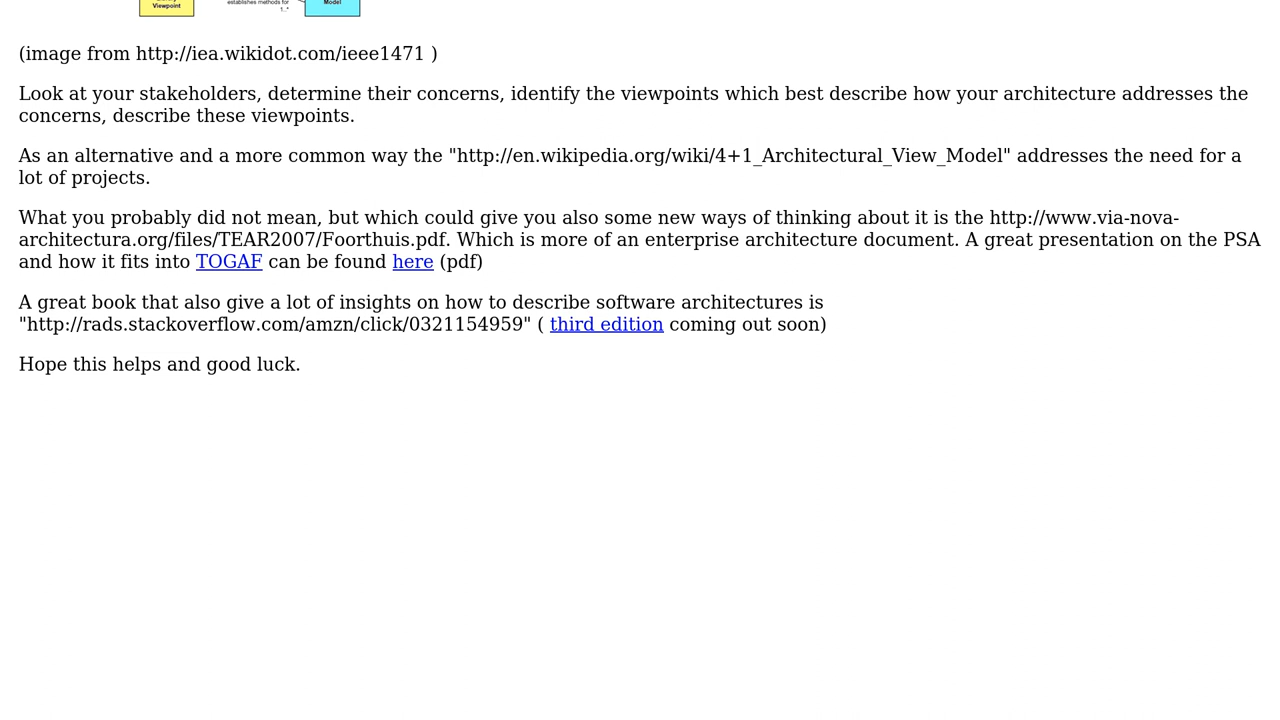 establishes methods for
Viewpoint
Model
1..*
(image from http://iea.wikidot.com/ieee1471 )
Look at your stakeholders, determine their concerns, identify the viewpoints which best describe how your architecture addresses the
concerns, describe these viewpoints.
As an alternative and a more common way the "http://en.wikipedia.org/wiki/4+1_Architectural_View_Model" addresses the need for a
lot of projects.
What you probably did not mean, but which could give you also some new ways of thinking about it is the http://www.via-nova-
architectura.org/files/TEAR2007/Foorthuis.pdf. Which is more of an enterprise architecture document. A great presentation on the PSA
and how it fits into TOGAF can be found here (pdf)
A great book that also give a lot of insights on how to describe software architectures is
"http://rads.stackoverflow.com/amzn/click/0321154959" ( third edition coming out soon)
Hope this helps and good luck.